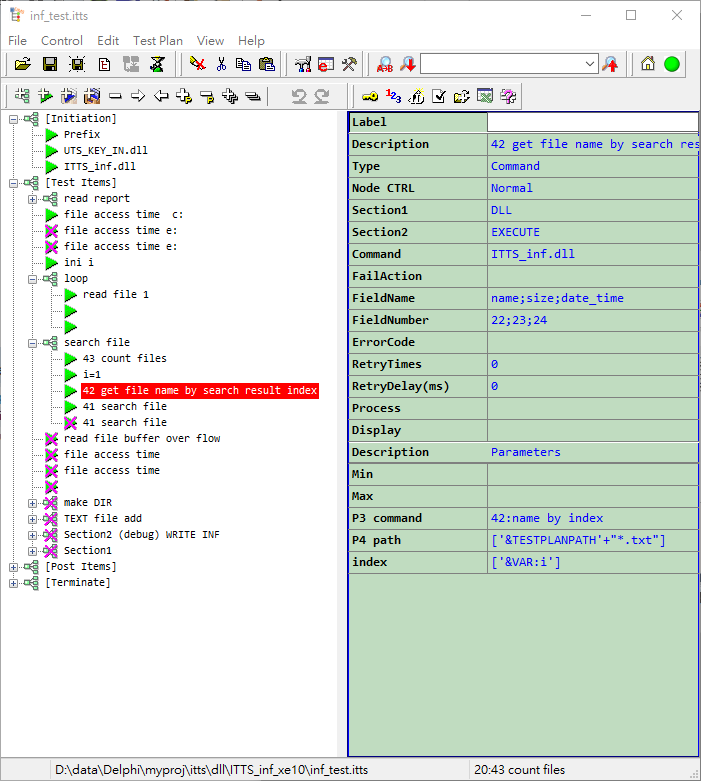 inf_test.itts
File Control Edit Test Plan View Help
[Initiation]
Prefix
UTS_KEY_IN.dll
ITTS_inf.dll
[Test Items]
read report
file access time  c:
file access time e:
file access time e:
ini i
loop
read file 1
search file
43 count files
i=1
42 get file name by search result index
41 search file
41 search file
read file buffer over flow
file access time
file access time
make DIR
TEXT file add
Section2 (debug) WRITE INF
Section1
[Post Items]
[Terminate]
Label
Description 42 get file name by search res
Type Command
Node CTRL Normal
Section1 DLL
Section2 EXECUTE
Command ITTS_inf.dll
FailAction
FieldName name;size;date_time
FieldNumber 22;23;24
ErrorCode
RetryTimes 0
RetryDelay(ms) 0
Process
Display
Description Parameters
Min
Max
P3 command 42:name by index
P4 path ['&TESTPLANPATH'+"*.txt"]
index ['&VAR:i']
D:\data\Delphi\myproj\itts\dll\ITTS_inf_xe10\inf_test.itts 20:43 count files